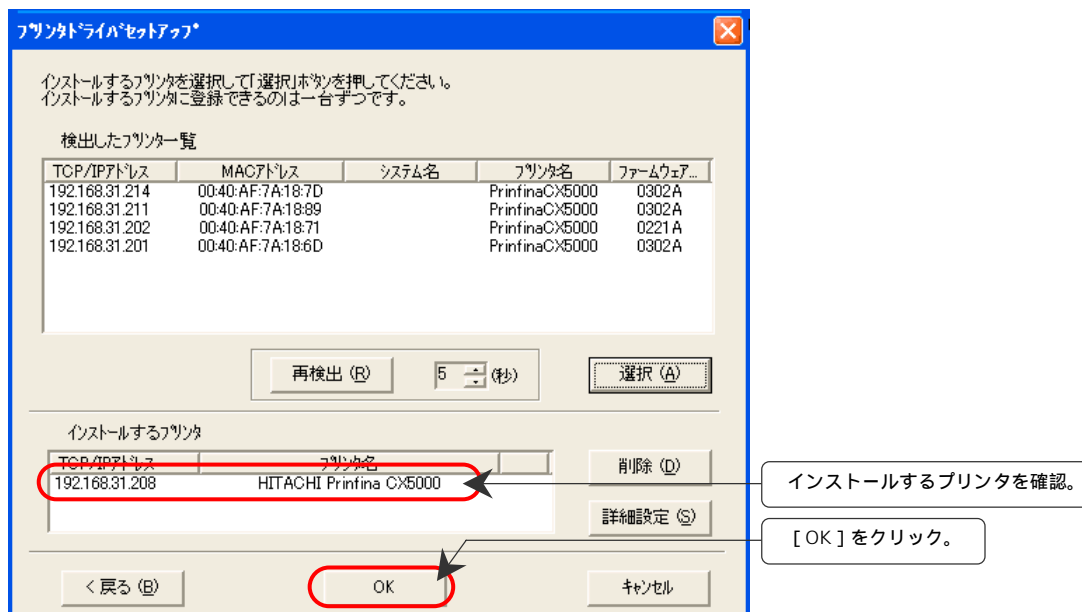 プリンタドライバセットアップ
インストールするプリンタを選択して「選択」ボタンを押してください。
インストールするプリンタに登録できるのは一台ずつです。
検出したプリンタ一覧
TCP/IPアドレス MACアドレス システム名 プリンタ名 ファームウェア...
192.168.31.214 00:40:AF:7A:18:7D PrinfinaCX5000 0302A
192.168.31.211 00:40:AF:7A:18:89 PrinfinaCX5000 0302A
192.168.31.202 00:40:AF:7A:18:71 PrinfinaCX5000 0221A
192.168.31.201 00:40:AF:7A:18:6D PrinfinaCX5000 0302A
再検出 (R) 5 (秒) 選択 (A)
インストールするプリンタ
TCP/IPアドレス プリンタ名
192.168.31.208 HITACHI Prinfina CX5000
削除 (D)
インストールするプリンタを確認。
詳細設定 (S)
[OK]をクリック。
< 戻る (B) OK キャンセル